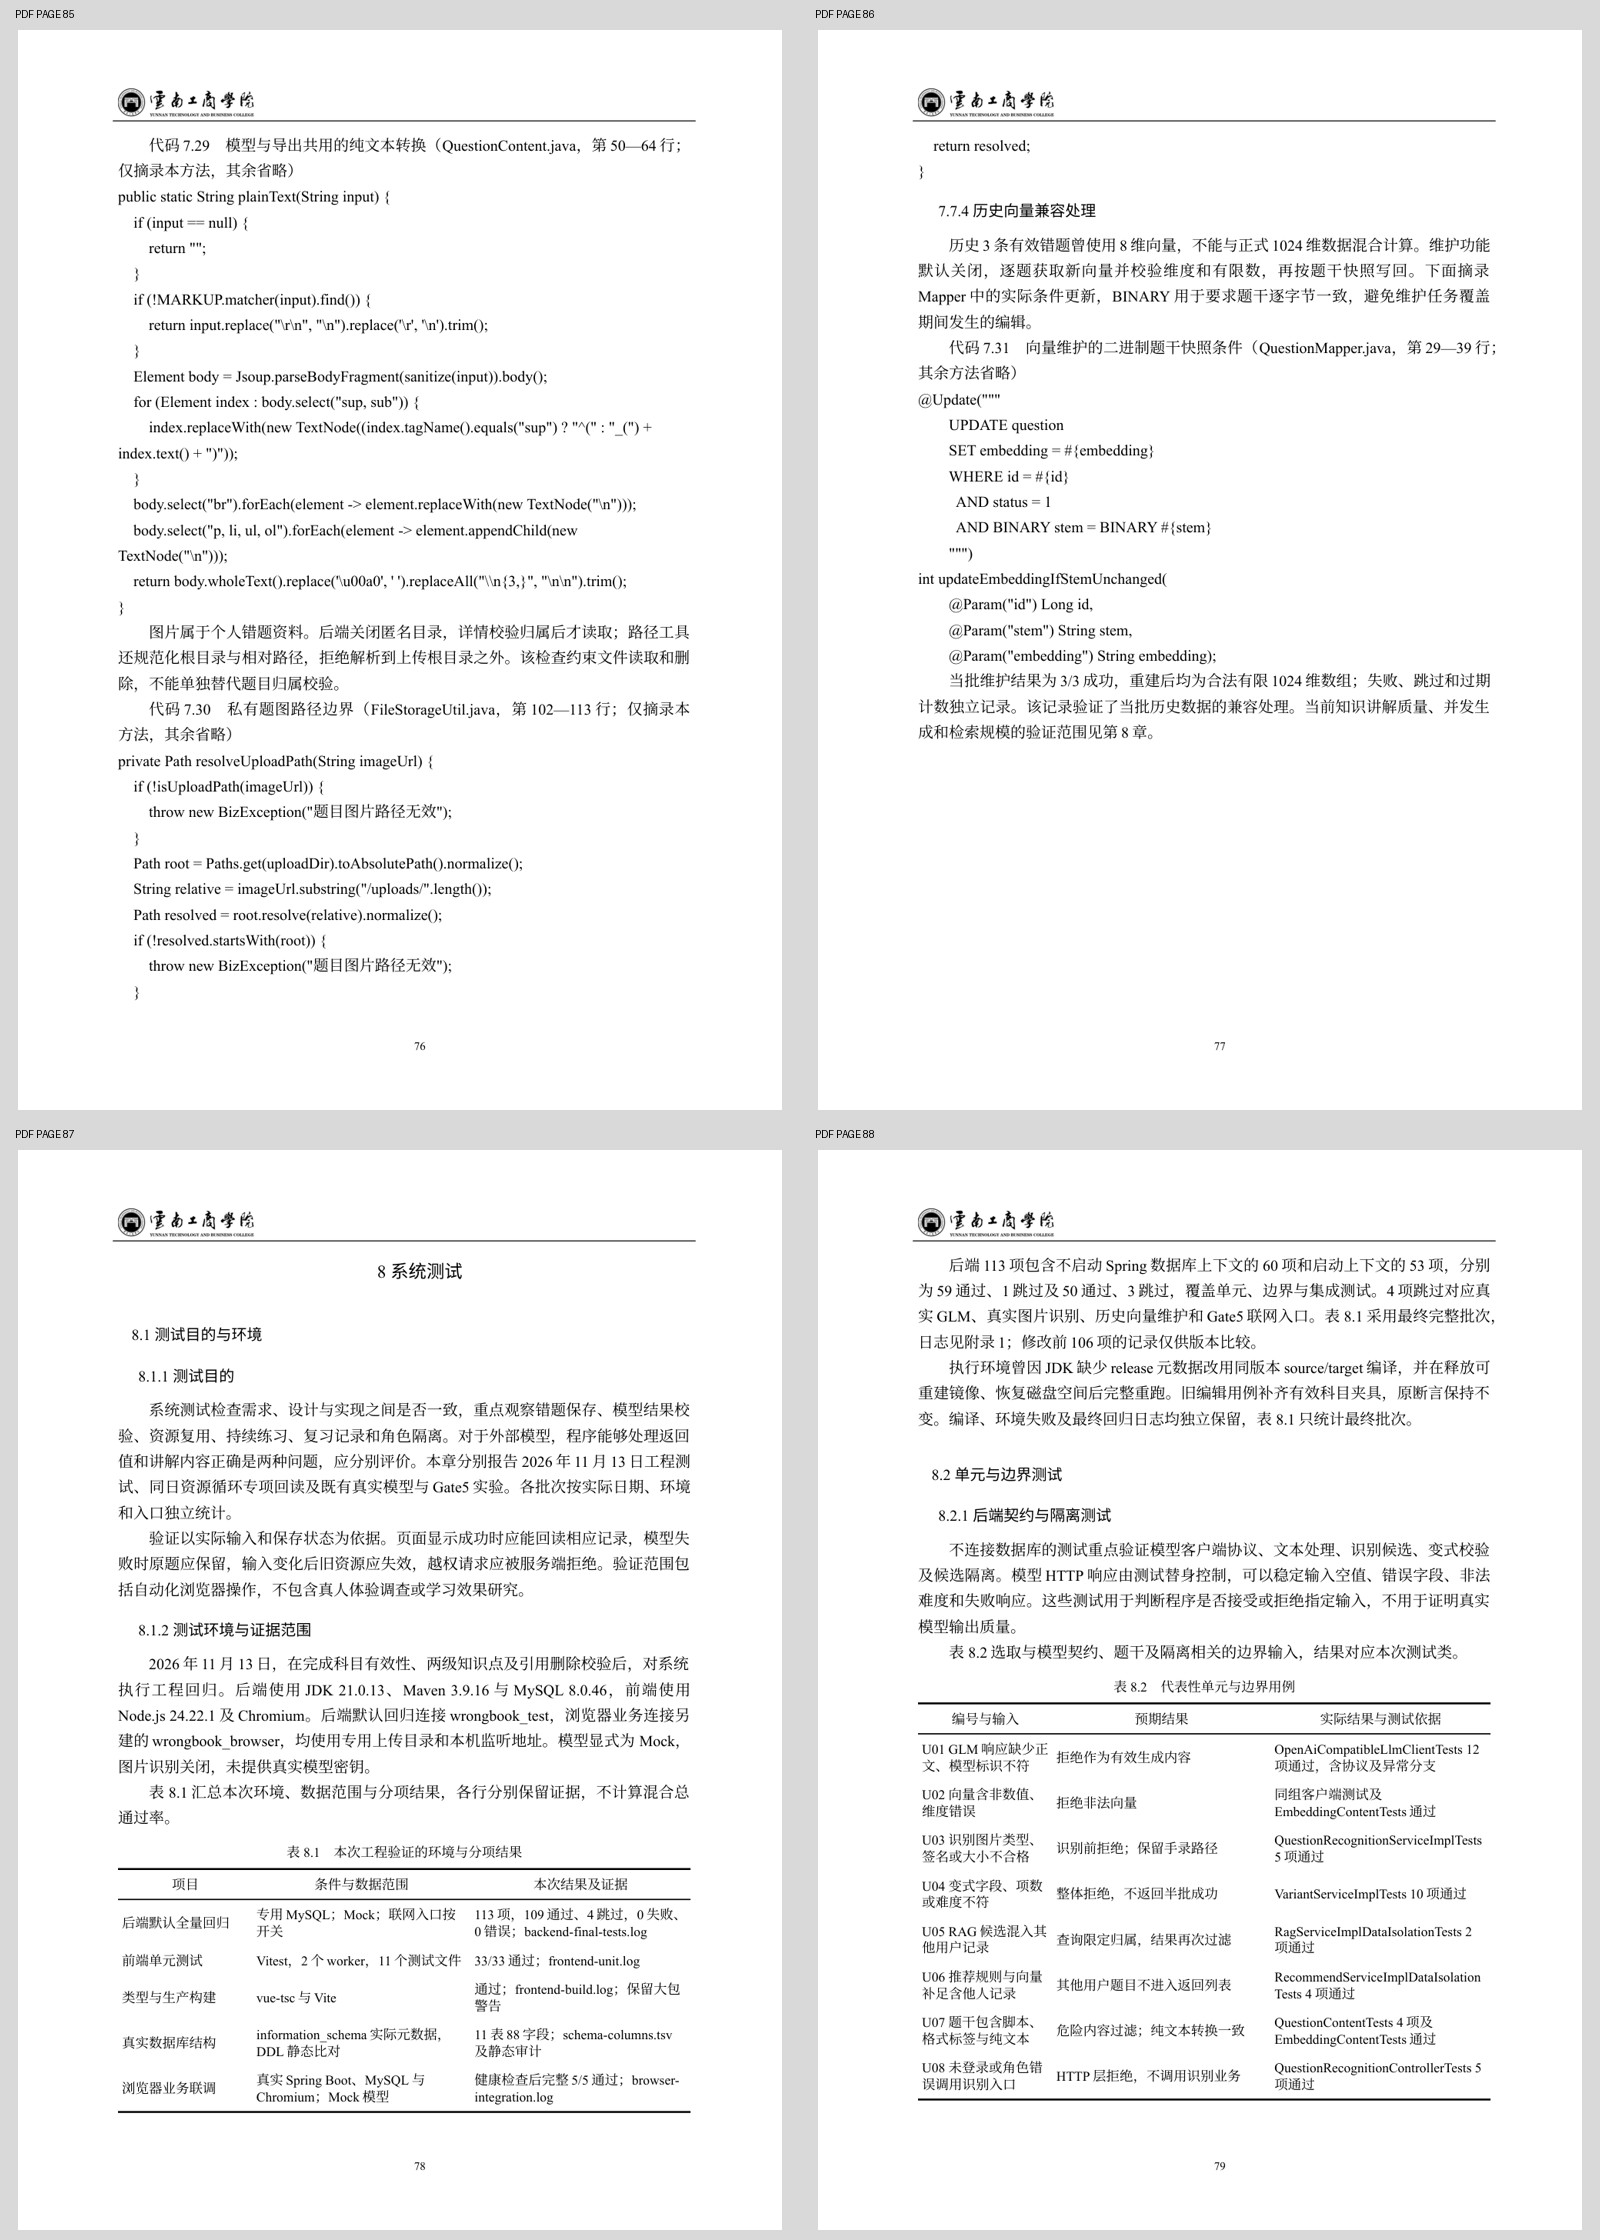 PDF PAGE 85
雲南工商學院
YUNNAN TECHNOLOGY AND BUSINESS COLLEGE
代码 7.29　模型与导出共用的纯文本转换（QuestionContent.java，第 50—64 行；
仅摘录本方法，其余省略）
public static String plainText(String input) {
if (input == null) {
return "";
}
if (!MARKUP.matcher(input).find()) {
return input.replace("\r\n", "\n").replace('\r', '\n').trim();
}
Element body = Jsoup.parseBodyFragment(sanitize(input)).body();
for (Element index : body.select("sup, sub")) {
index.replaceWith(new TextNode((index.tagName().equals("sup") ? "^(" : "_(") +
index.text() + ")"));
}
body.select("br").forEach(element -> element.replaceWith(new TextNode("\n")));
body.select("p, li, ul, ol").forEach(element -> element.appendChild(new
TextNode("\n")));
return body.wholeText().replace('\u00a0', ' ').replaceAll("\\n{3,}", "\n\n").trim();
}
图片属于个人错题资料。后端关闭匿名目录，详情校验归属后才读取；路径工具
还规范化根目录与相对路径，拒绝解析到上传根目录之外。该检查约束文件读取和删
除，不能单独替代题目归属校验。
代码 7.30　私有题图路径边界（FileStorageUtil.java，第 102—113 行；仅摘录本
方法，其余省略）
private Path resolveUploadPath(String imageUrl) {
if (!isUploadPath(imageUrl)) {
throw new BizException("题目图片路径无效");
}
Path root = Paths.get(uploadDir).toAbsolutePath().normalize();
String relative = imageUrl.substring("/uploads/".length());
Path resolved = root.resolve(relative).normalize();
if (!resolved.startsWith(root)) {
throw new BizException("题目图片路径无效");
}
76
PDF PAGE 86
雲南工商學院
YUNNAN TECHNOLOGY AND BUSINESS COLLEGE
return resolved;
}
7.7.4 历史向量兼容处理
历史 3 条有效错题曾使用 8 维向量，不能与正式 1024 维数据混合计算。维护功能
默认关闭，逐题获取新向量并校验维度和有限数，再按题干快照写回。下面摘录
Mapper 中的实际条件更新，BINARY 用于要求题干逐字节一致，避免维护任务覆盖
期间发生的编辑。
代码 7.31　向量维护的二进制题干快照条件（QuestionMapper.java，第 29—39 行；
其余方法省略）
@Update("""
UPDATE question
SET embedding = #{embedding}
WHERE id = #{id}
AND status = 1
AND BINARY stem = BINARY #{stem}
""")
int updateEmbeddingIfStemUnchanged(
@Param("id") Long id,
@Param("stem") String stem,
@Param("embedding") String embedding);
当批维护结果为 3/3 成功，重建后均为合法有限 1024 维数组；失败、跳过和过期
计数独立记录。该记录验证了当批历史数据的兼容处理。当前知识讲解质量、并发生
成和检索规模的验证范围见第 8 章。
77
PDF PAGE 87
雲南工商學院
YUNNAN TECHNOLOGY AND BUSINESS COLLEGE
8 系统测试
8.1 测试目的与环境
8.1.1 测试目的
系统测试检查需求、设计与实现之间是否一致，重点观察错题保存、模型结果校
验、资源复用、持续练习、复习记录和角色隔离。对于外部模型，程序能够处理返回
值和讲解内容正确是两种问题，应分别评价。本章分别报告 2026 年 11 月 13 日工程测
试、同日资源循环专项回读及既有真实模型与 Gate5 实验。各批次按实际日期、环境
和入口独立统计。
验证以实际输入和保存状态为依据。页面显示成功时应能回读相应记录，模型失
败时原题应保留，输入变化后旧资源应失效，越权请求应被服务端拒绝。验证范围包
括自动化浏览器操作，不包含真人体验调查或学习效果研究。
8.1.2 测试环境与证据范围
2026 年 11 月 13 日，在完成科目有效性、两级知识点及引用删除校验后，对系统
执行工程回归。后端使用 JDK 21.0.13、Maven 3.9.16 与 MySQL 8.0.46，前端使用
Node.js 24.22.1 及 Chromium。后端默认回归连接 wrongbook_test，浏览器业务连接另
建的 wrongbook_browser，均使用专用上传目录和本机监听地址。模型显式为 Mock，
图片识别关闭，未提供真实模型密钥。
表 8.1 汇总本次环境、数据范围与分项结果，各行分别保留证据，不计算混合总
通过率。
表 8.1　本次工程验证的环境与分项结果
项目　条件与数据范围　本次结果及证据
后端默认全量回归　专用 MySQL；Mock；联网入口按开关　113 项，109 通过、4 跳过，0 失败、0 错误；backend-final-tests.log
前端单元测试　Vitest，2 个 worker，11 个测试文件　33/33 通过；frontend-unit.log
类型与生产构建　vue-tsc 与 Vite　通过；frontend-build.log；保留大包警告
真实数据库结构　information_schema 实际元数据，DDL 静态比对　11 表 88 字段；schema-columns.tsv 及静态审计
浏览器业务联调　真实 Spring Boot、MySQL 与 Chromium；Mock 模型　健康检查后完整 5/5 通过；browser-integration.log
78
PDF PAGE 88
雲南工商學院
YUNNAN TECHNOLOGY AND BUSINESS COLLEGE
后端 113 项包含不启动 Spring 数据库上下文的 60 项和启动上下文的 53 项，分别
为 59 通过、1 跳过及 50 通过、3 跳过，覆盖单元、边界与集成测试。4 项跳过对应真
实 GLM、真实图片识别、历史向量维护和 Gate5 联网入口。表 8.1 采用最终完整批次，
日志见附录 1；修改前 106 项的记录仅供版本比较。
执行环境曾因 JDK 缺少 release 元数据改用同版本 source/target 编译，并在释放可
重建镜像、恢复磁盘空间后完整重跑。旧编辑用例补齐有效科目夹具，原断言保持不
变。编译、环境失败及最终回归日志均独立保留，表 8.1 只统计最终批次。
8.2 单元与边界测试
8.2.1 后端契约与隔离测试
不连接数据库的测试重点验证模型客户端协议、文本处理、识别候选、变式校验
及候选隔离。模型 HTTP 响应由测试替身控制，可以稳定输入空值、错误字段、非法
难度和失败响应。这些测试用于判断程序是否接受或拒绝指定输入，不用于证明真实
模型输出质量。
表 8.2 选取与模型契约、题干及隔离相关的边界输入，结果对应本次测试类。
表 8.2　代表性单元与边界用例
编号与输入　预期结果　实际结果与测试依据
U01 GLM 响应缺少正文、模型标识不符　拒绝作为有效生成内容　OpenAiCompatibleLlmClientTests 12 项通过，含协议及异常分支
U02 向量含非数值、维度错误　拒绝非法向量　同组客户端测试及 EmbeddingContentTests 通过
U03 识别图片类型、签名或大小不合格　识别前拒绝；保留手录路径　QuestionRecognitionServiceImplTests 5 项通过
U04 变式字段、项数或难度不符　整体拒绝，不返回半批成功　VariantServiceImplTests 10 项通过
U05 RAG 候选混入其他用户记录　查询限定归属，结果再次过滤　RagServiceImplDataIsolationTests 2 项通过
U06 推荐规则与向量补足含他人记录　其他用户题目不进入返回列表　RecommendServiceImplDataIsolationTests 4 项通过
U07 题干包含脚本、格式标签与纯文本　危险内容过滤；纯文本转换一致　QuestionContentTests 4 项及 EmbeddingContentTests 通过
U08 未登录或角色错误调用识别入口　HTTP 层拒绝，不调用识别业务　QuestionRecognitionControllerTests 5 项通过
79